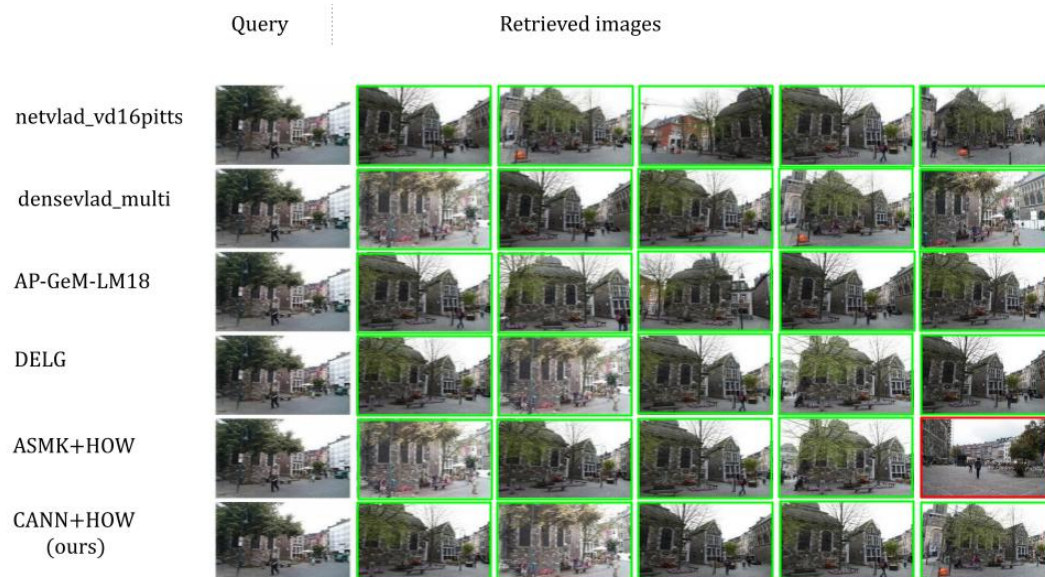 Query
Retrieved images
netvlad_vd16pitts
densevlad_multi
AP-GeM-LM18
DELG
ASMK+HOW
CANN+HOW
(ours)